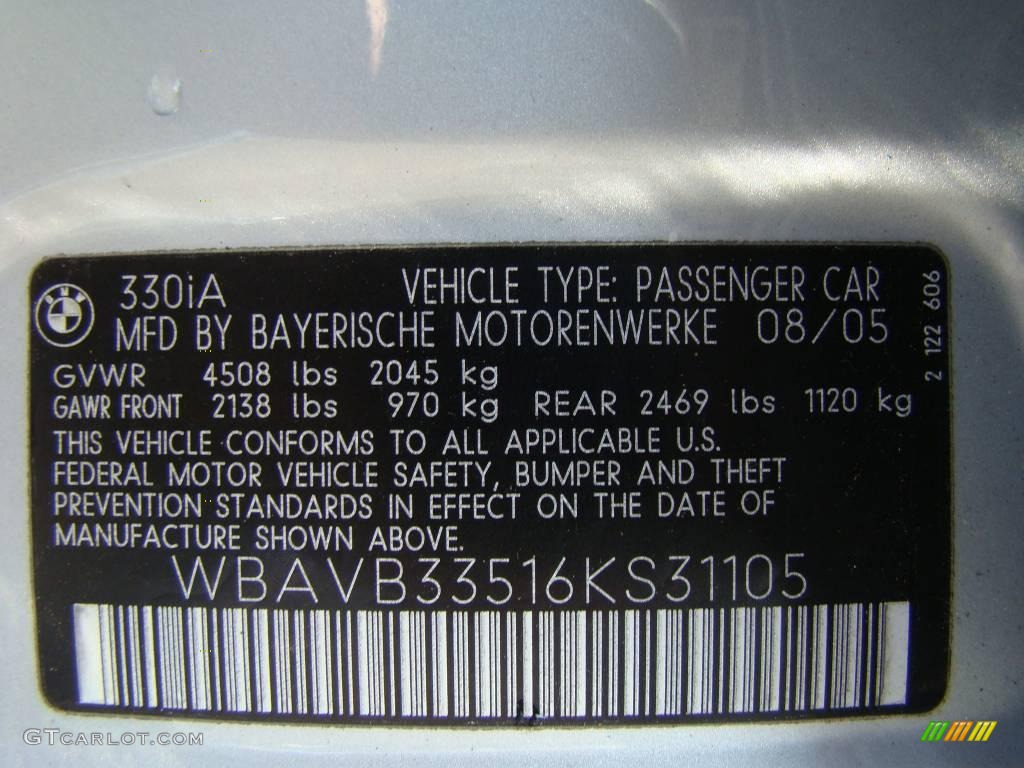 330iA VEHICLE TYPE: PASSENGER CAR
MFD BY BAYERISCHE MOTORENWERKE 08/05
GVWR 4508 lbs 2045 kg
GAWR FRONT 2138 lbs 970 kg REAR 2469 lbs 1120 kg
THIS VEHICLE CONFORMS TO ALL APPLICABLE U.S.
FEDERAL MOTOR VEHICLE SAFETY, BUMPER AND THEFT
PREVENTION STANDARDS IN EFFECT ON THE DATE OF
MANUFACTURE SHOWN ABOVE.
WBAVB33516KS31105
2 122 606
GTCARLOT.COM